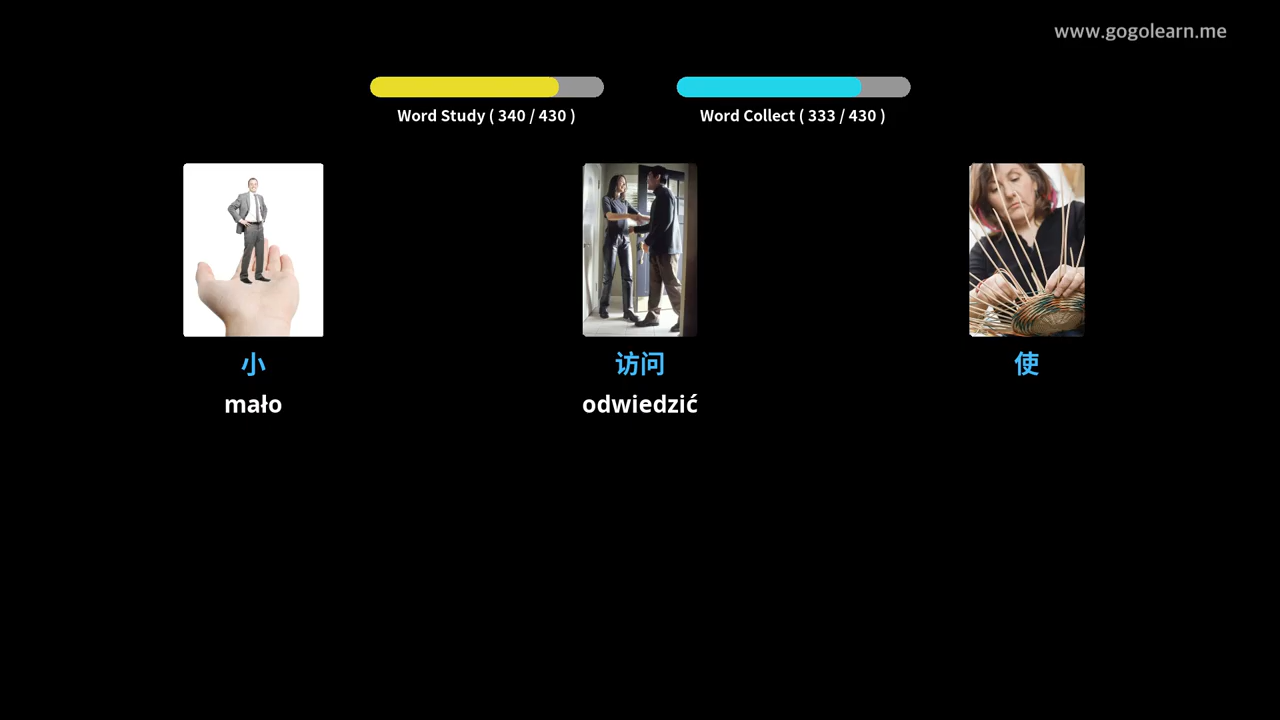 www.gogolearn.me
Word Study ( 340 / 430 )
Word Collect ( 333 / 430 )
小
访问
使
mało
odwiedzić